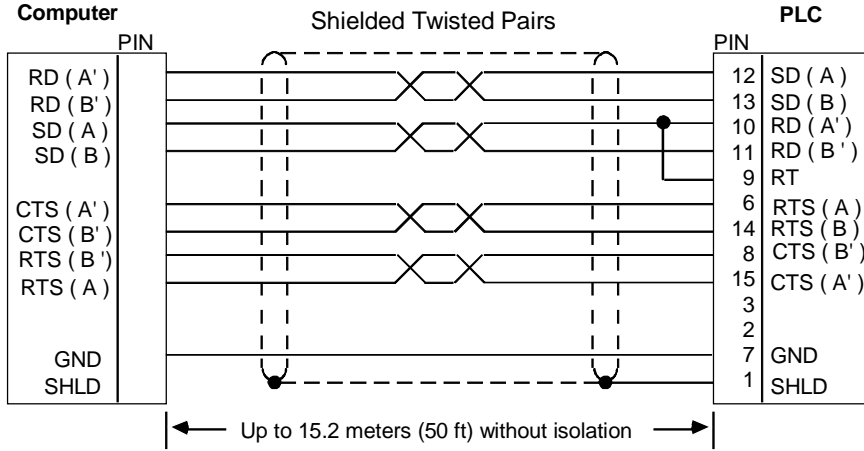 Computer
Shielded Twisted Pairs
PLC
PIN
PIN
RD ( A' )
12 SD ( A )
RD ( B' )
13 SD ( B )
SD ( A )
10 RD ( A' )
SD ( B )
11 RD ( B ' )
9 RT
CTS ( A' )
6 RTS ( A )
CTS ( B' )
14 RTS ( B )
RTS ( B ')
8 CTS ( B' )
RTS ( A )
15 CTS ( A' )
3
2
GND
7 GND
SHLD
1 SHLD
Up to 15.2 meters (50 ft) without isolation